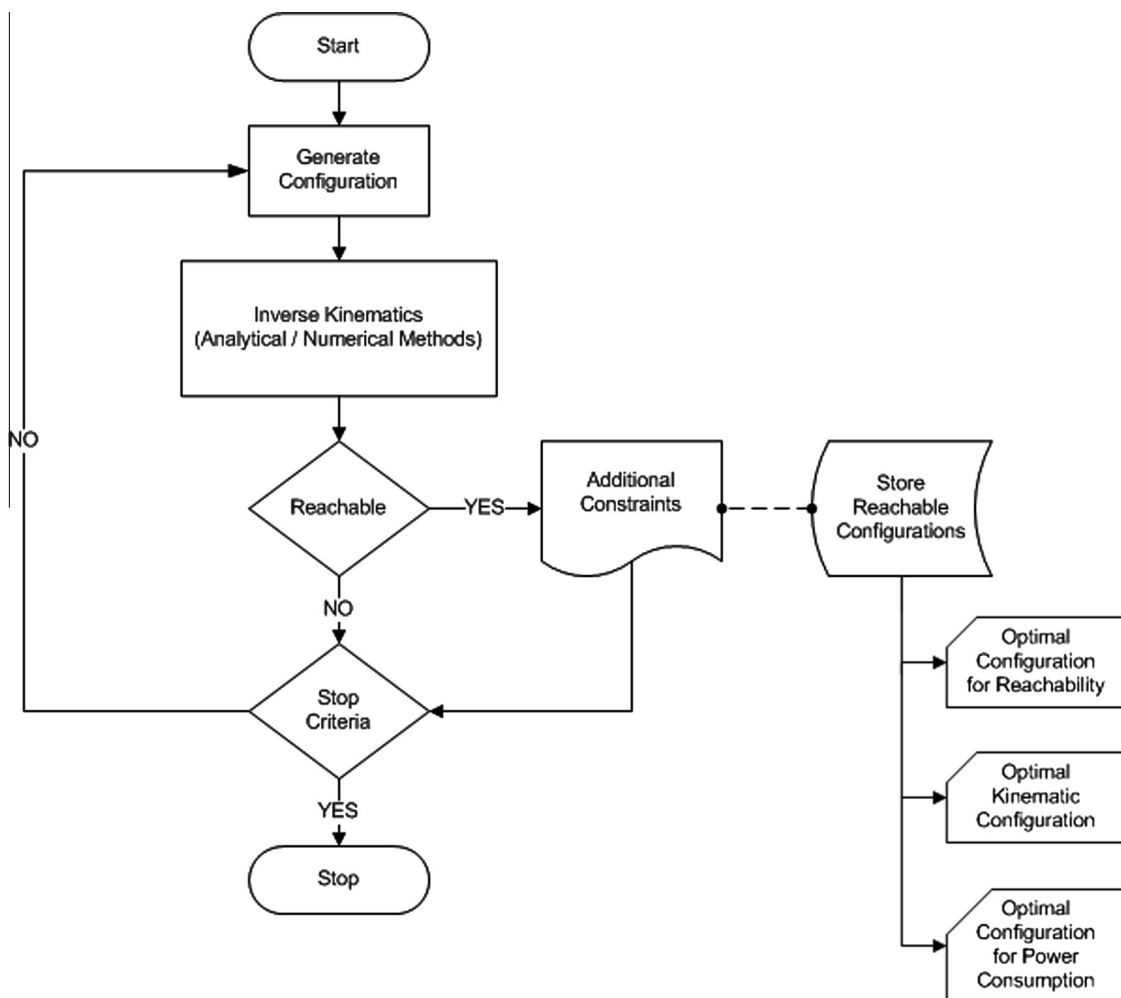 Start
Generate
Configuration
Inverse Kinematics
(Analytical / Numerical Methods)
NO
Reachable
YES
Additional
Constraints
Store
Reachable
Configurations
NO
Stop
Criteria
YES
Stop
Optimal
Configuration
for Reachability
Optimal
Kinematic
Configuration
Optimal
Configuration
for Power
Consumption